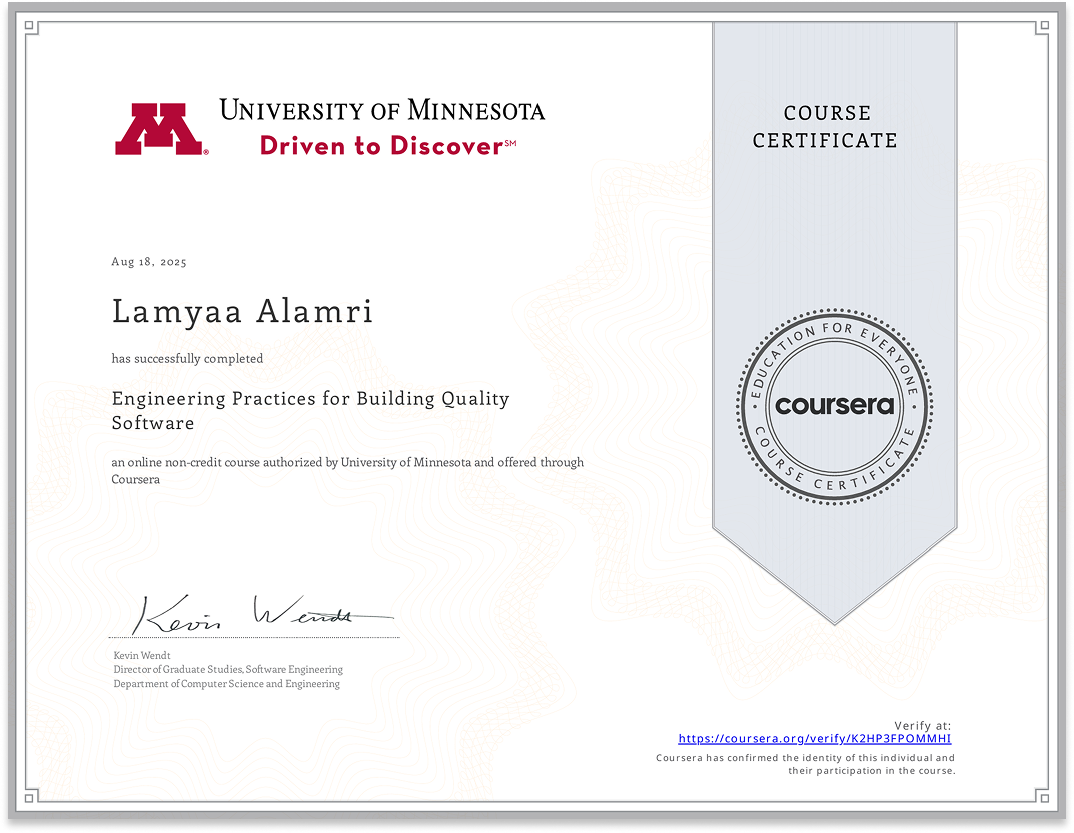 UNIVERSITY OF MINNESOTA
Driven to Discover℠
COURSE
CERTIFICATE
Aug 18, 2025
Lamyaa Alamri
has successfully completed
Engineering Practices for Building Quality
Software
an online non-credit course authorized by University of Minnesota and offered through
Coursera
EDUCATION FOR EVERYONE
coursera
COURSE CERTIFICATE
Kevin Wendt
Kevin Wendt
Director of Graduate Studies, Software Engineering
Department of Computer Science and Engineering
Verify at:
https://coursera.org/verify/K2HP3FPOMMHI
Coursera has confirmed the identity of this individual and
their participation in the course.